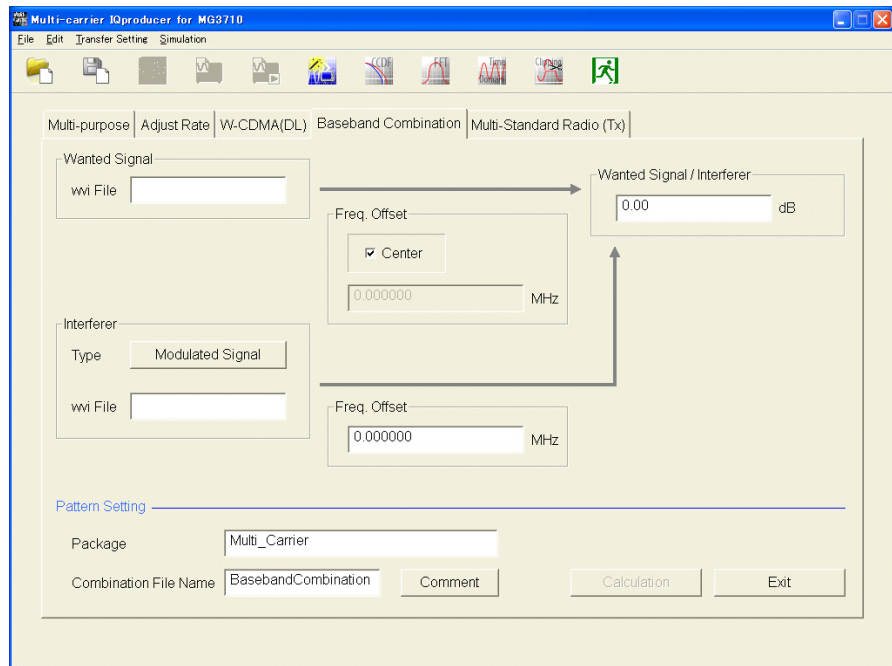 Multi-carrier IQproducer for MG3710
File Edit Transfer Setting Simulation
CCDF FFT Time Domain Clipping
Multi-purpose Adjust Rate W-CDMA(DL) Baseband Combination Multi-Standard Radio (Tx)
Wanted Signal
wvi File
Wanted Signal / Interferer
0.00 dB
Freq. Offset
Center
0.000000 MHz
Interferer
Type Modulated Signal
wvi File
Freq. Offset
0.000000 MHz
Pattern Setting
Package Multi_Carrier
Combination File Name BasebandCombination Comment Calculation Exit